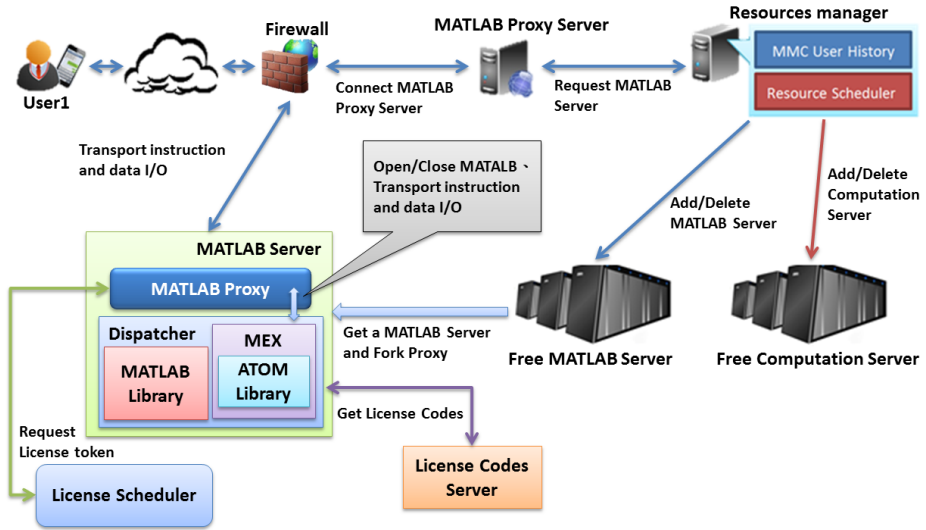 Resources manager
MATLAB Proxy Server
Firewall
MMC User History
Resource Scheduler
User1
Connect MATLAB
Proxy Server
Request MATLAB
Server
Transport instruction
and data I/O
Open/Close MATALB、
Transport instruction
and data I/O
Add/Delete
MATLAB Server
Add/Delete
Computation
Server
MATLAB Server
MATLAB Proxy
Dispatcher
MATLAB
Library
MEX
ATOM
Library
Get a MATLAB Server
and Fork Proxy
Free MATLAB Server
Free Computation Server
Get License Codes
Request
License token
License Scheduler
License Codes
Server